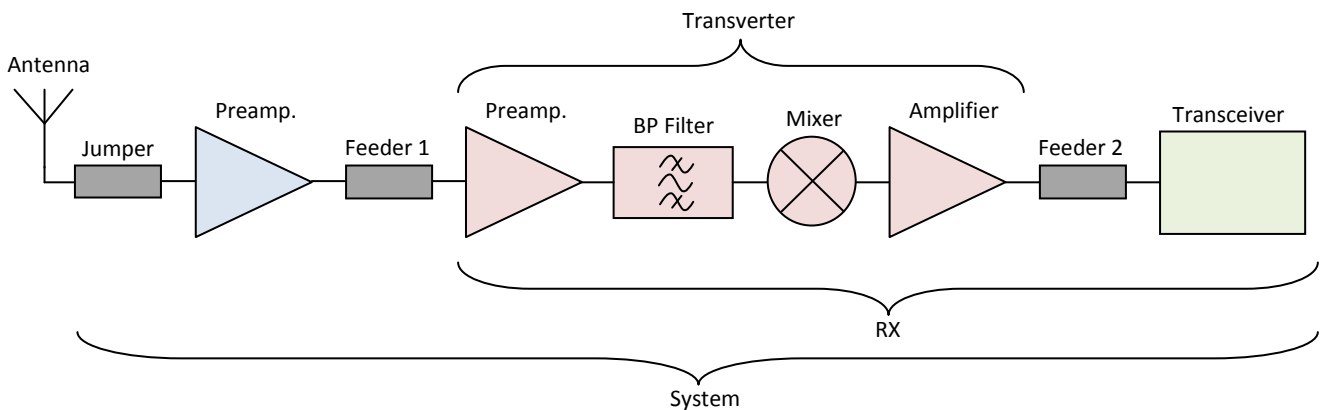 Transverter
Antenna
Preamp.
Preamp.
BP Filter
Mixer
Amplifier
Transceiver
Jumper
Feeder 1
Feeder 2
RX
System